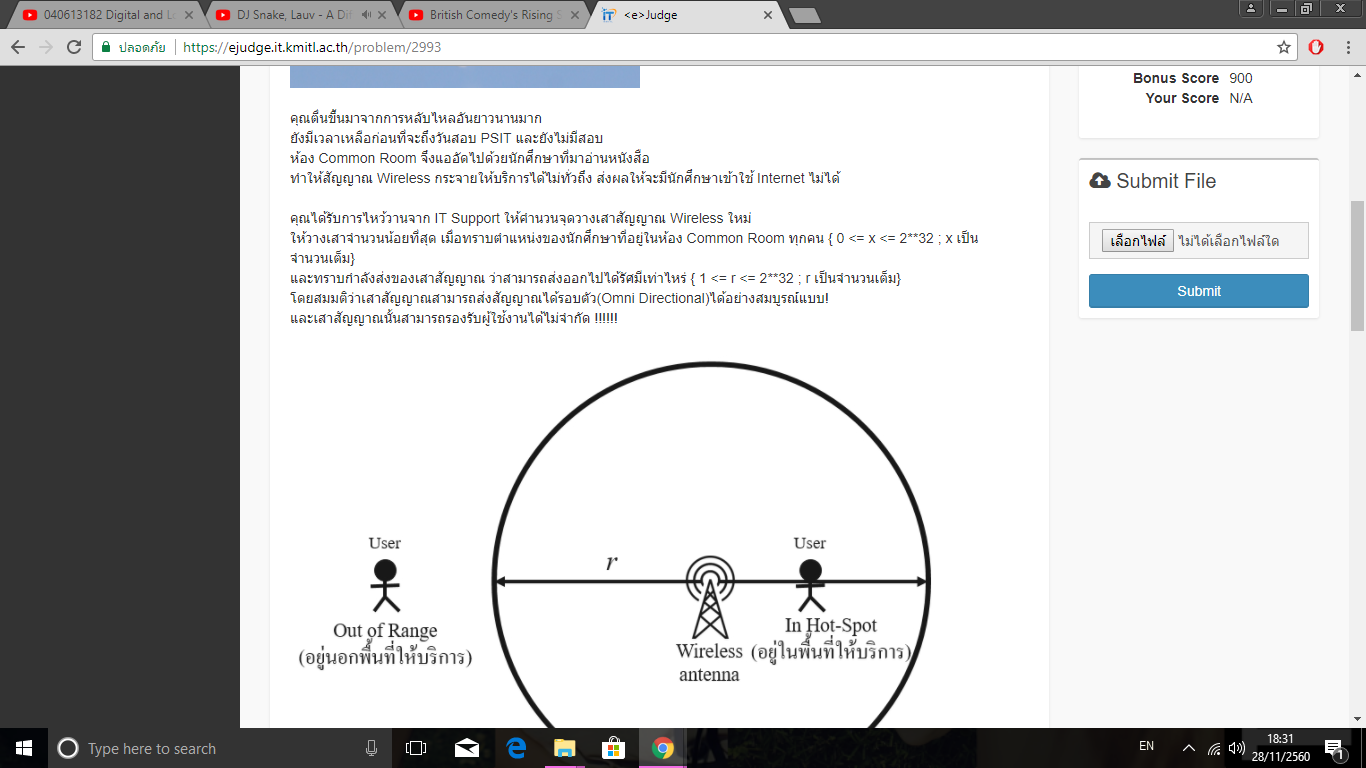 040613182 Digital and L
DJ Snake, Lauv - A Di
British Comedy's Rising
<e>Judge
ปลอดภัย
https://ejudge.it.kmitl.ac.th/problem/2993
Bonus Score 900
Your Score N/A
คุณตื่นขึ้นมาจากการหลับไหลอันยาวนานมาก
ยังมีเวลาเหลือก่อนที่จะถึงวันสอบ PSIT และยังไม่มีสอบ
ห้อง Common Room จึงแออัดไปด้วยนักศึกษาที่มาอ่านหนังสือ
ทำให้สัญญาณ Wireless กระจายให้บริการได้ไม่ทั่วถึง ส่งผลให้จะมีนักศึกษาเข้าใช้ Internet ไม่ได้
คุณได้รับการไหว้วานจาก IT Support ให้คำนวนจุดวางเสาสัญญาณ Wireless ใหม่
ให้วางเสาจำนวนน้อยที่สุด เมื่อทราบตำแหน่งของนักศึกษาที่อยู่ในห้อง Common Room ทุกคน { 0 <= x <= 2**32 ; x เป็น
จำนวนเต็ม}
และทราบกำลังส่งของเสาสัญญาณ ว่าสามารถส่งออกไปได้รัศมีเท่าไหร่ { 1 <= r <= 2**32 ; r เป็นจำนวนเต็ม}
โดยสมมติว่าเสาสัญญาณสามารถส่งสัญญาณได้รอบตัว(Omni Directional)ได้อย่างสมบูรณ์แบบ!
และเสาสัญญาณนั้นสามารถรองรับผู้ใช้งานได้ไม่จำกัด !!!!!!
Submit File
เลือกไฟล์ ไม่ได้เลือกไฟล์ใด
Submit
User
r
User
Out of Range
(อยู่นอกพื้นที่ให้บริการ)
Wireless
antenna
In Hot-Spot
(อยู่ในพื้นที่ให้บริการ)
Type here to search
EN
18:31
28/11/2560
1